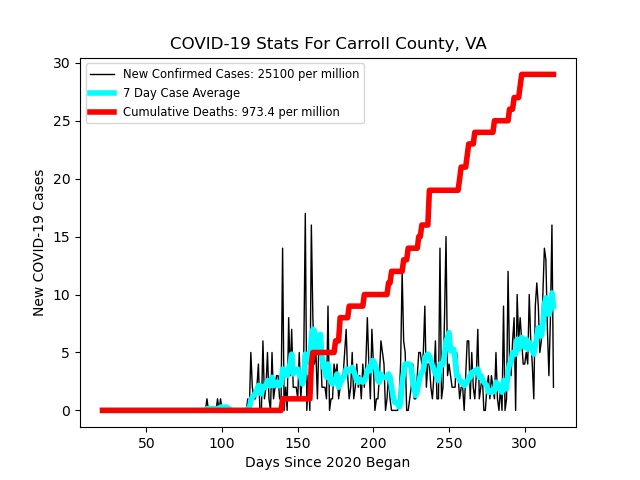 COVID-19 Stats For Carroll County, VA
New Confirmed Cases: 25100 per million
7 Day Case Average
Cumulative Deaths: 973.4 per million
New COVID-19 Cases
30
25
20
15
10
5
0
50 100 150 200 250 300
Days Since 2020 Began